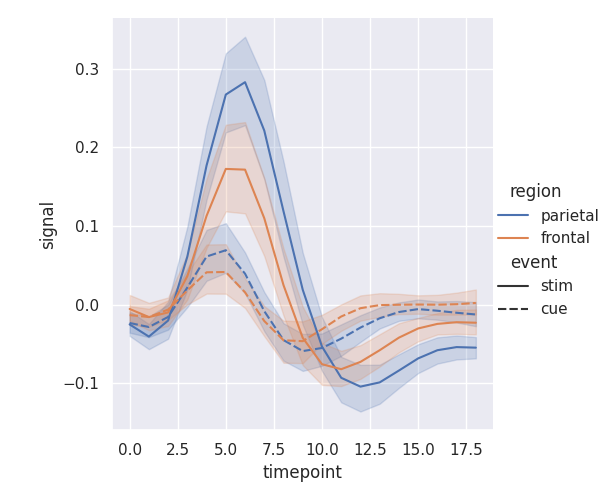 signal
0.3
0.2
0.1
0.0
−0.1
0.0 2.5 5.0 7.5 10.0 12.5 15.0 17.5
timepoint
region
parietal
frontal
event
stim
cue